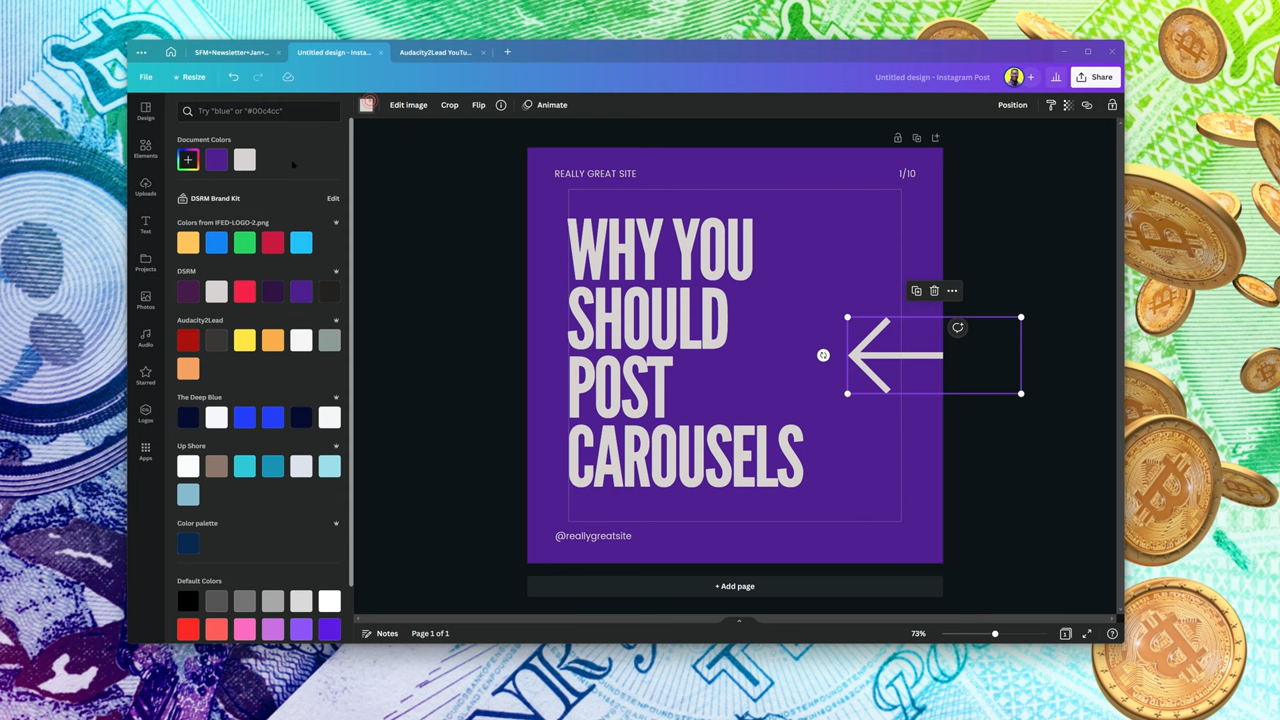 SFM+Newsletter+Jan+...
Untitled design - Insta...
Audacity2Lead YouTu...
File
Resize
Untitled design - Instagram Post
Share
Try "blue" or "#00c4cc"
Edit image
Crop
Flip
Animate
Position
Design
Elements
Uploads
Text
Projects
Photos
Audio
Starred
Logos
Apps
Document Colors
DSRM Brand Kit
Edit
Colors from IFED-LOGO-2.png
DSRM
Audacity2Lead
The Deep Blue
Up Shore
Color palette
Default Colors
REALLY GREAT SITE
1/10
WHY YOU
SHOULD
POST
CAROUSELS
@reallygreatsite
+ Add page
Notes
Page 1 of 1
73%
1